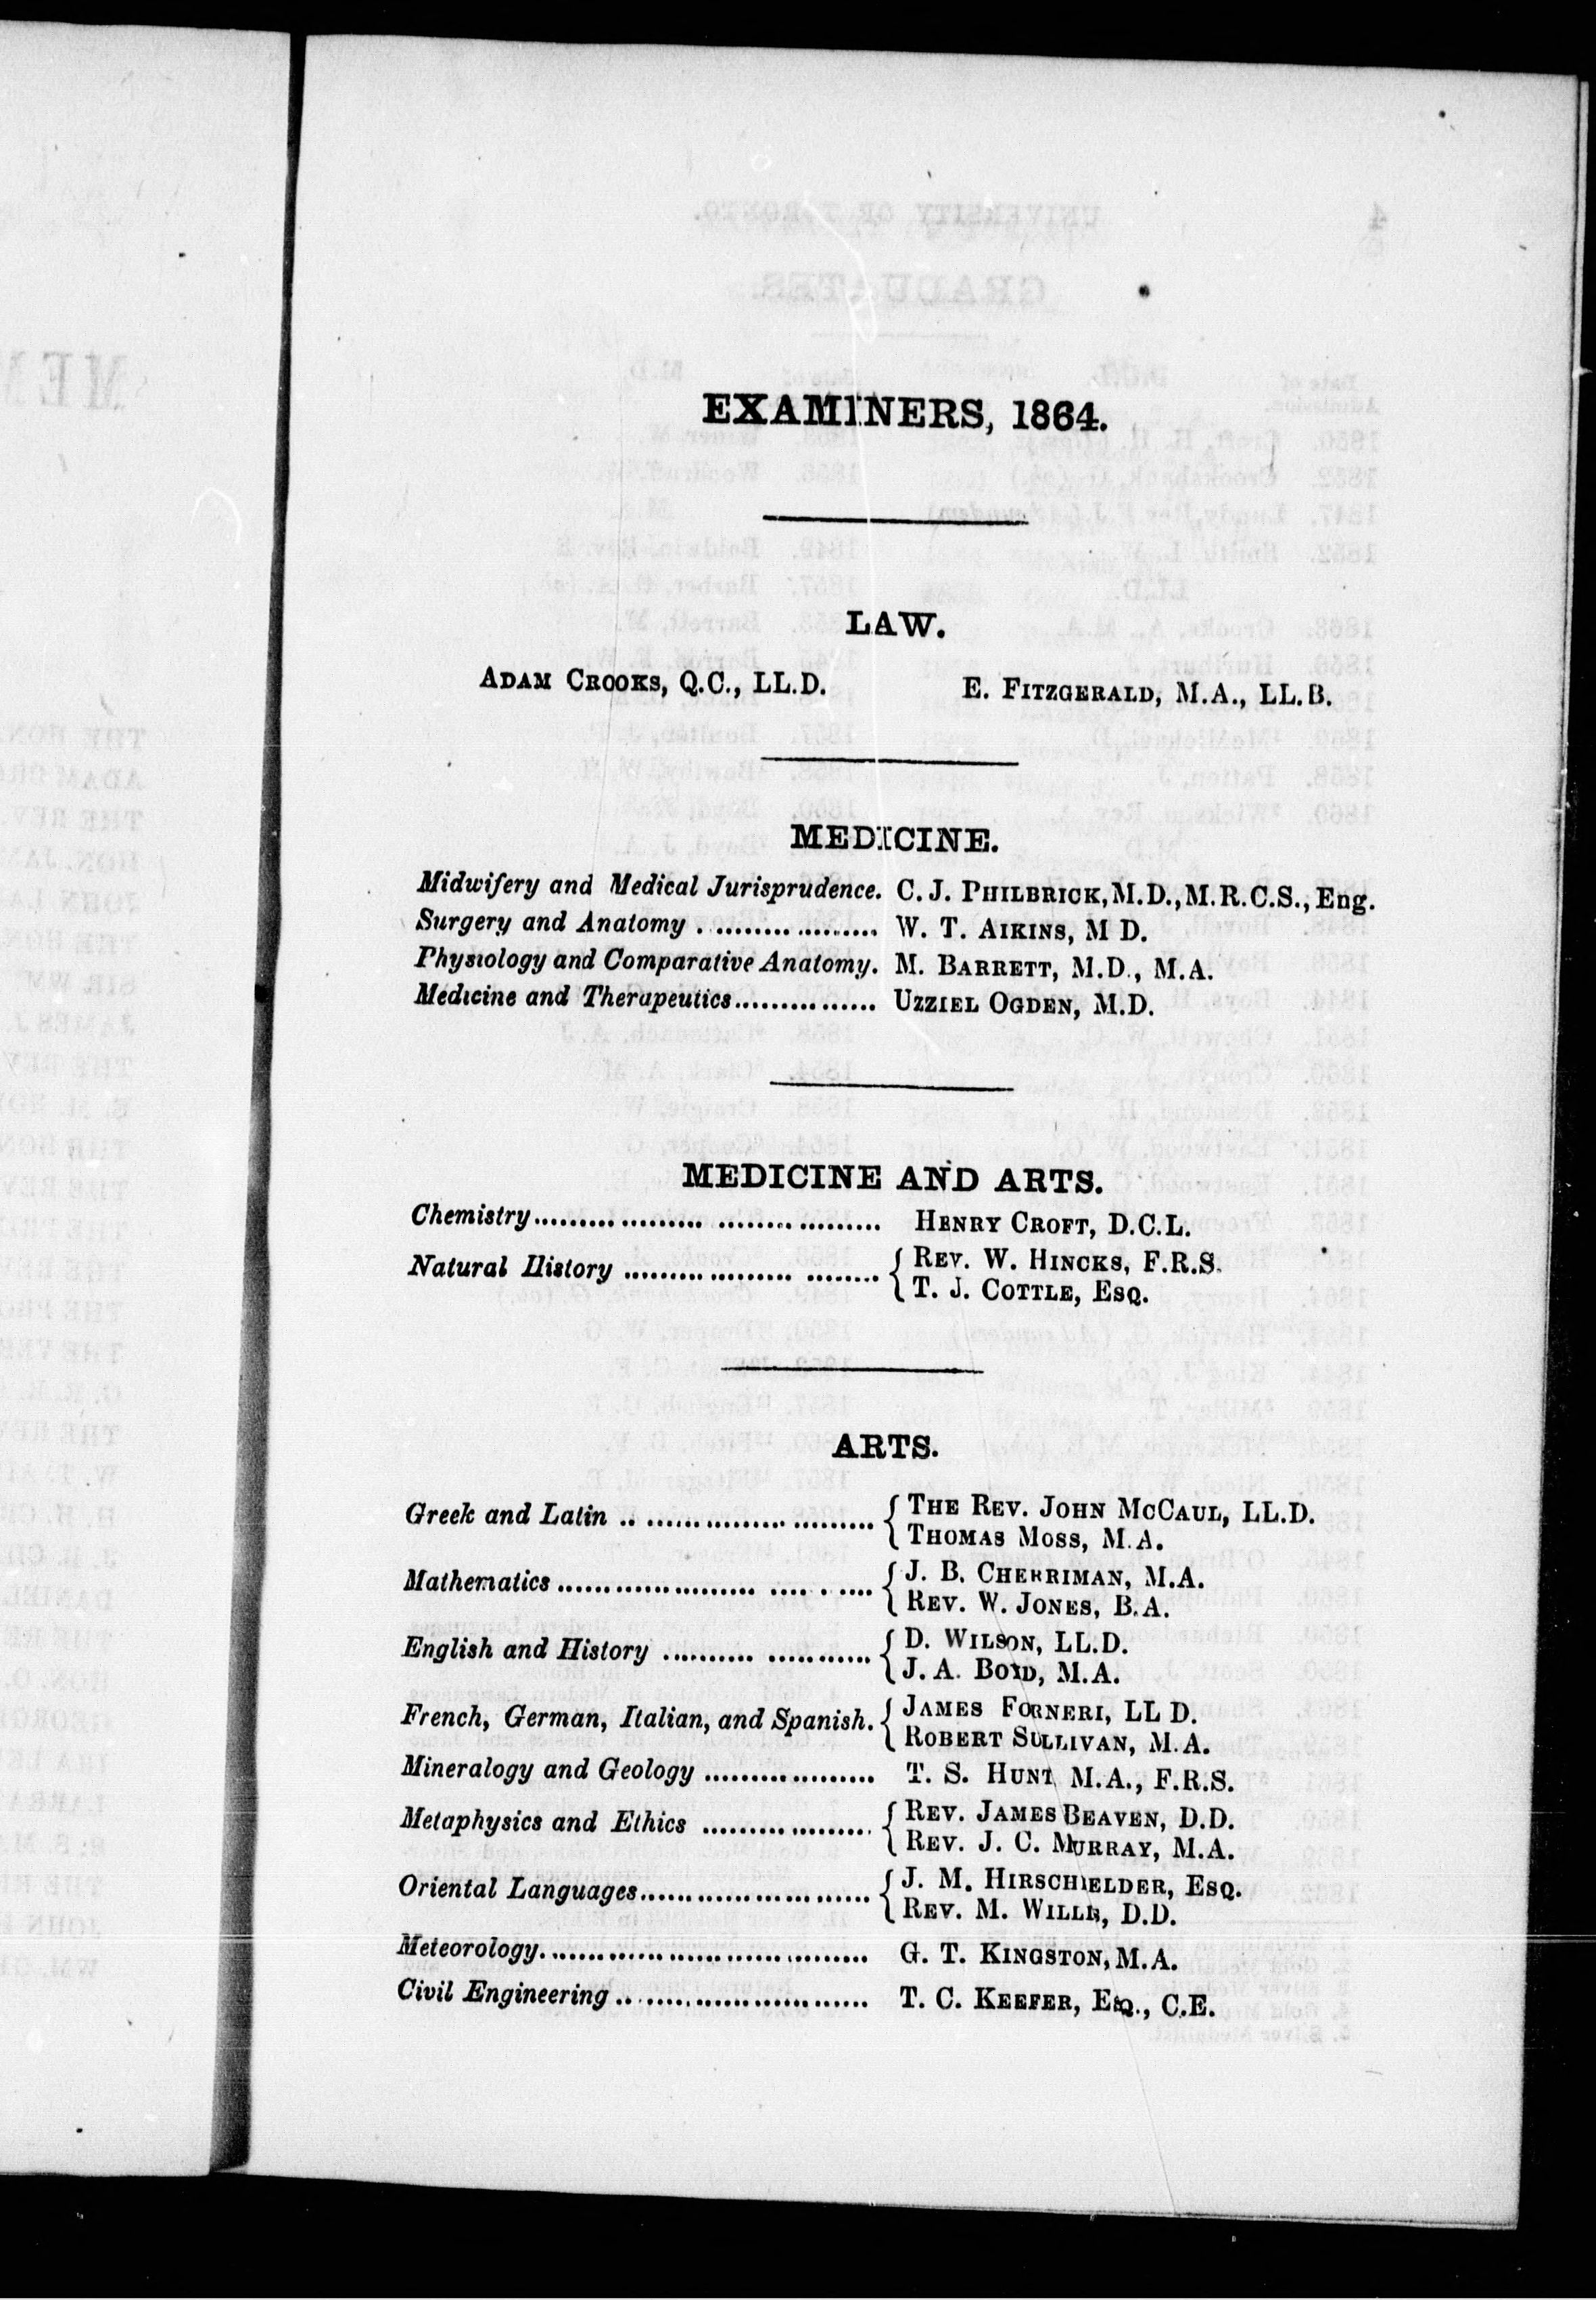 EXAMINERS, 1864.
LAW.
ADAM CROOKS, Q.C., LL.D. E. FITZGERALD, M.A., LL.B.
MEDICINE.
Midwifery and Medical Jurisprudence. C. J. PHILBRICK, M.D., M.R.C.S., Eng.
Surgery and Anatomy .................. W. T. AIKINS, M D.
Physiology and Comparative Anatomy. M. BARRETT, M.D., M.A.
Medicine and Therapeutics............... UZZIEL OGDEN, M.D.
MEDICINE AND ARTS.
Chemistry.................. .................. HENRY CROFT, D.C.L.
Natural History .................. ......... { REV. W. HINCKS, F.R.S.
T. J. COTTLE, ESQ.
ARTS.
Greek and Latin .. ......................... { THE REV. JOHN MCCAUL, LL.D.
THOMAS MOSS, M.A.
Mathematics ..................... .... . .... { J. B. CHERRIMAN, M.A.
REV. W. JONES, B.A.
English and History .......... ........... { D. WILSON, LL.D.
J. A. BOYD, M.A.
French, German, Italian, and Spanish. { JAMES FORNERI, LL D.
ROBERT SULLIVAN, M.A.
Mineralogy and Geology .................. T. S. HUNT M.A., F.R.S.
Metaphysics and Ethics .................. { REV. JAMES BEAVEN, D.D.
REV. J. C. MURRAY, M.A.
Oriental Languages........................ { J. M. HIRSCHFELDER, ESQ.
REV. M. WILLIS, D.D.
Meteorology.................................. G. T. KINGSTON, M.A.
Civil Engineering .......................... T. C. KEEFER, ESQ., C.E.